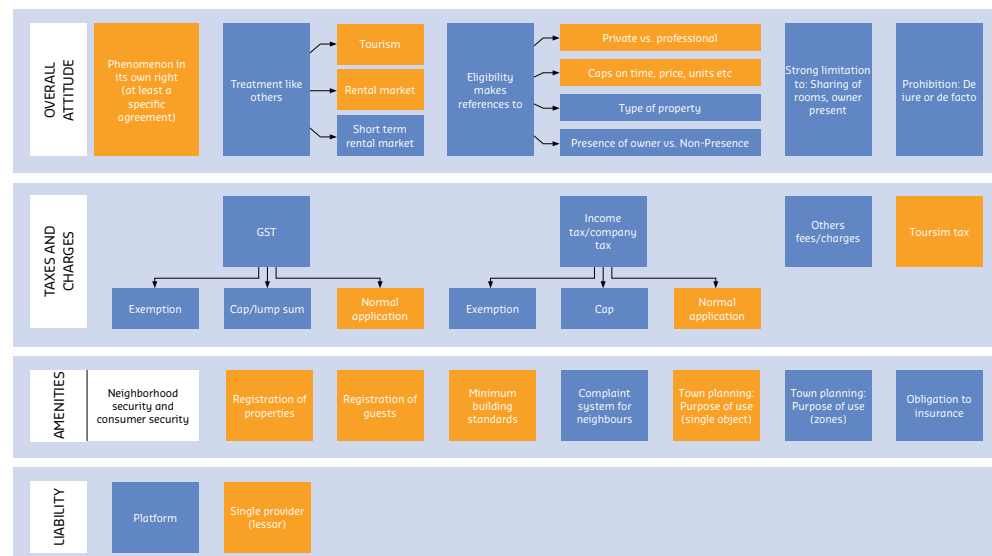 OVERALL
ATTITUDE
Phenomenon in
its own right
(at least a
specific
agreement)
Treatment like
others
Tourism
Rental market
Short term
rental market
Eligibility
makes
references to
Private vs. professional
Caps on time, price, units etc
Type of property
Presence of owner vs. Non-Presence
Strong limitation
to: Sharing of
rooms, owner
present
Prohibition: De
iure or de facto
TAXES AND
CHARGES
GST
Exemption
Cap/lump sum
Normal
application
Income
tax/company
tax
Exemption
Cap
Normal
application
Others
fees/charges
Toursim tax
AMENITIES
Neighborhood
security and
consumer security
Registration of
properties
Registration of
guests
Minimum
building
standards
Complaint
system for
neighbours
Town planning:
Purpose of use
(single object)
Town planning:
Purpose of use
(zones)
Obligation to
insurance
LIABILITY
Platform
Single provider
(lessor)